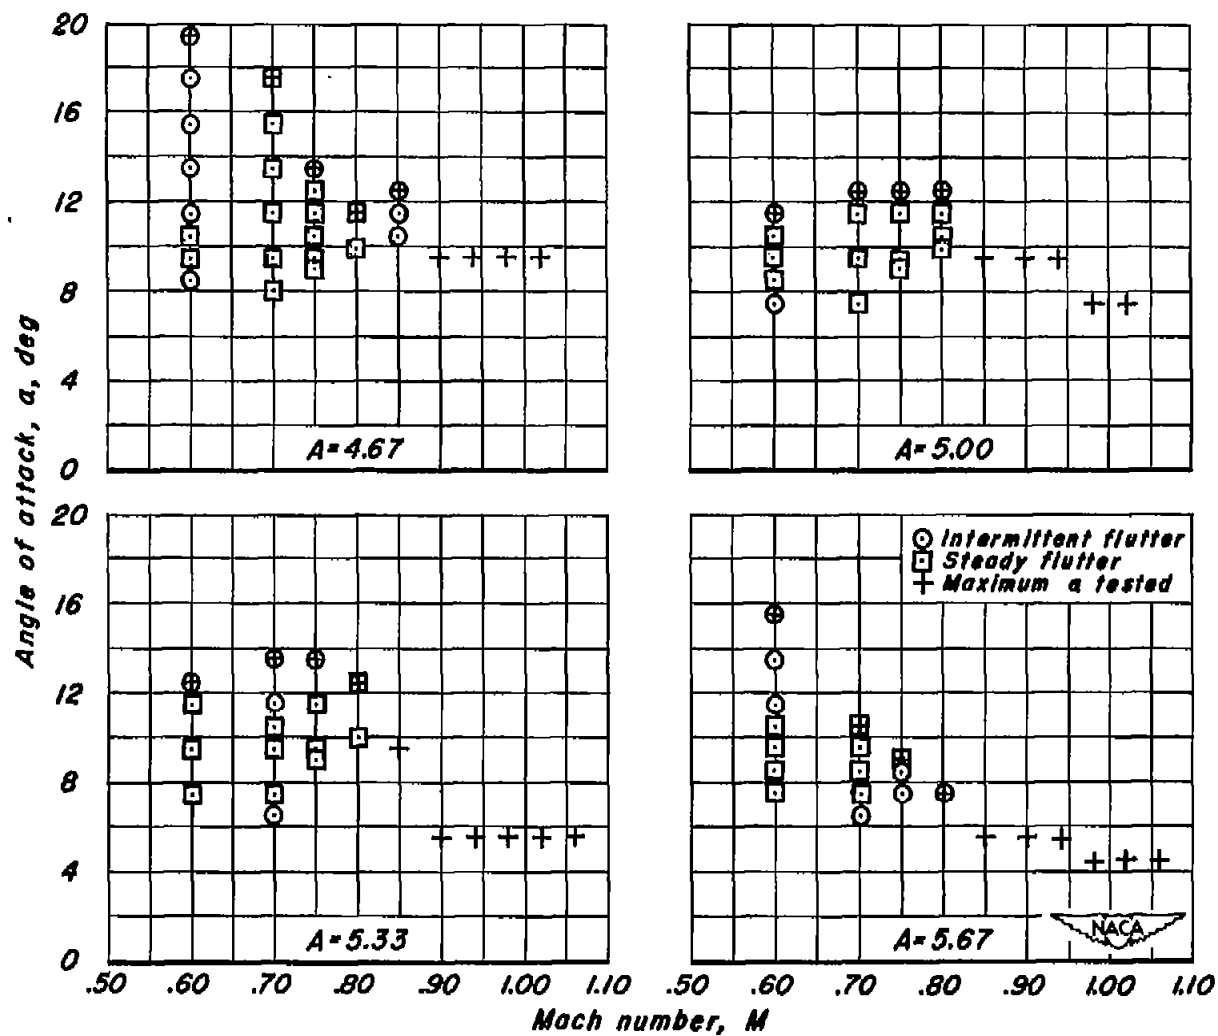 20
16
12
8
4
0
A=4.67
A=5.00
20
16
12
8
4
0
A=5.33
Intermittent flutter
Steady flutter
Maximum α tested
A=5.67
NACA
.50 .60 .70 .80 .90 1.00 1.10
.50 .60 .70 .80 .90 1.00 1.10
Mach number, M
Angle of attack, α, deg